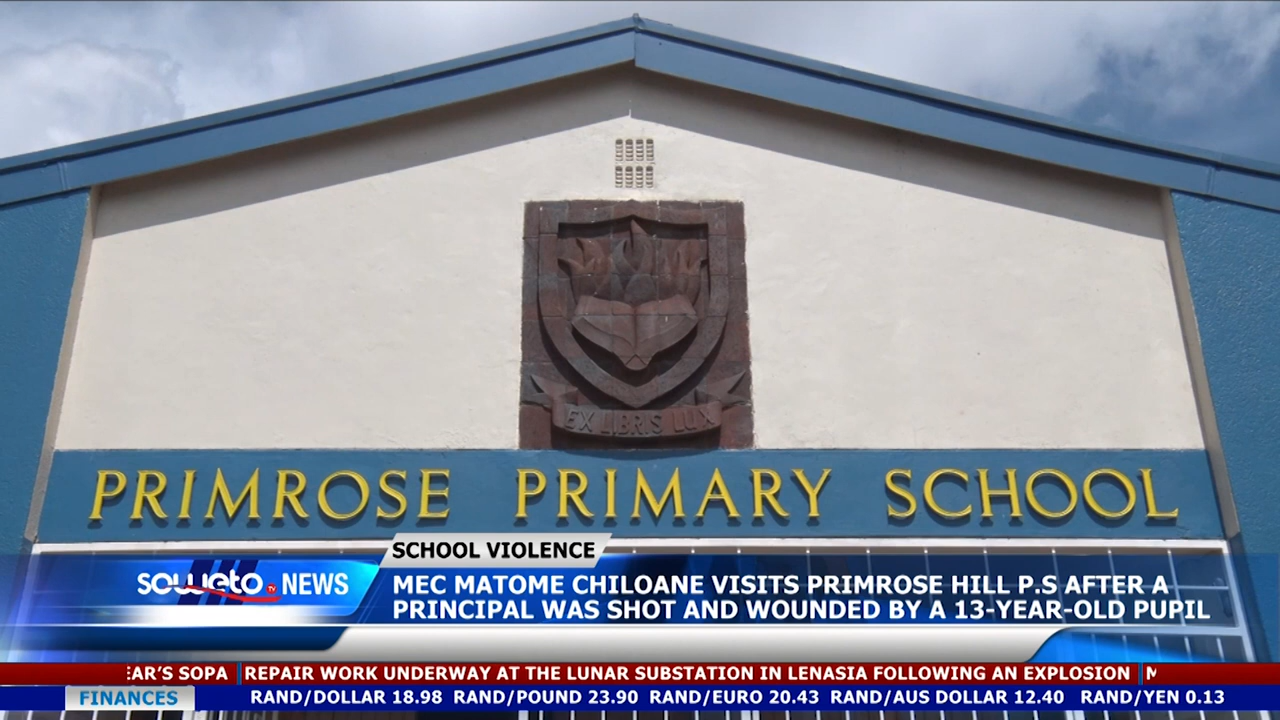 EX LIBRIS LUX
PRIMROSE PRIMARY SCHOOL
SCHOOL VIOLENCE
SOWETO TV NEWS
MEC MATOME CHILOANE VISITS PRIMROSE HILL P.S AFTER A
PRINCIPAL WAS SHOT AND WOUNDED BY A 13-YEAR-OLD PUPIL
EAR'S SOPA | REPAIR WORK UNDERWAY AT THE LUNAR SUBSTATION IN LENASIA FOLLOWING AN EXPLOSION | M
FINANCES RAND/DOLLAR 18.98 RAND/POUND 23.90 RAND/EURO 20.43 RAND/AUS DOLLAR 12.40 RAND/YEN 0.13